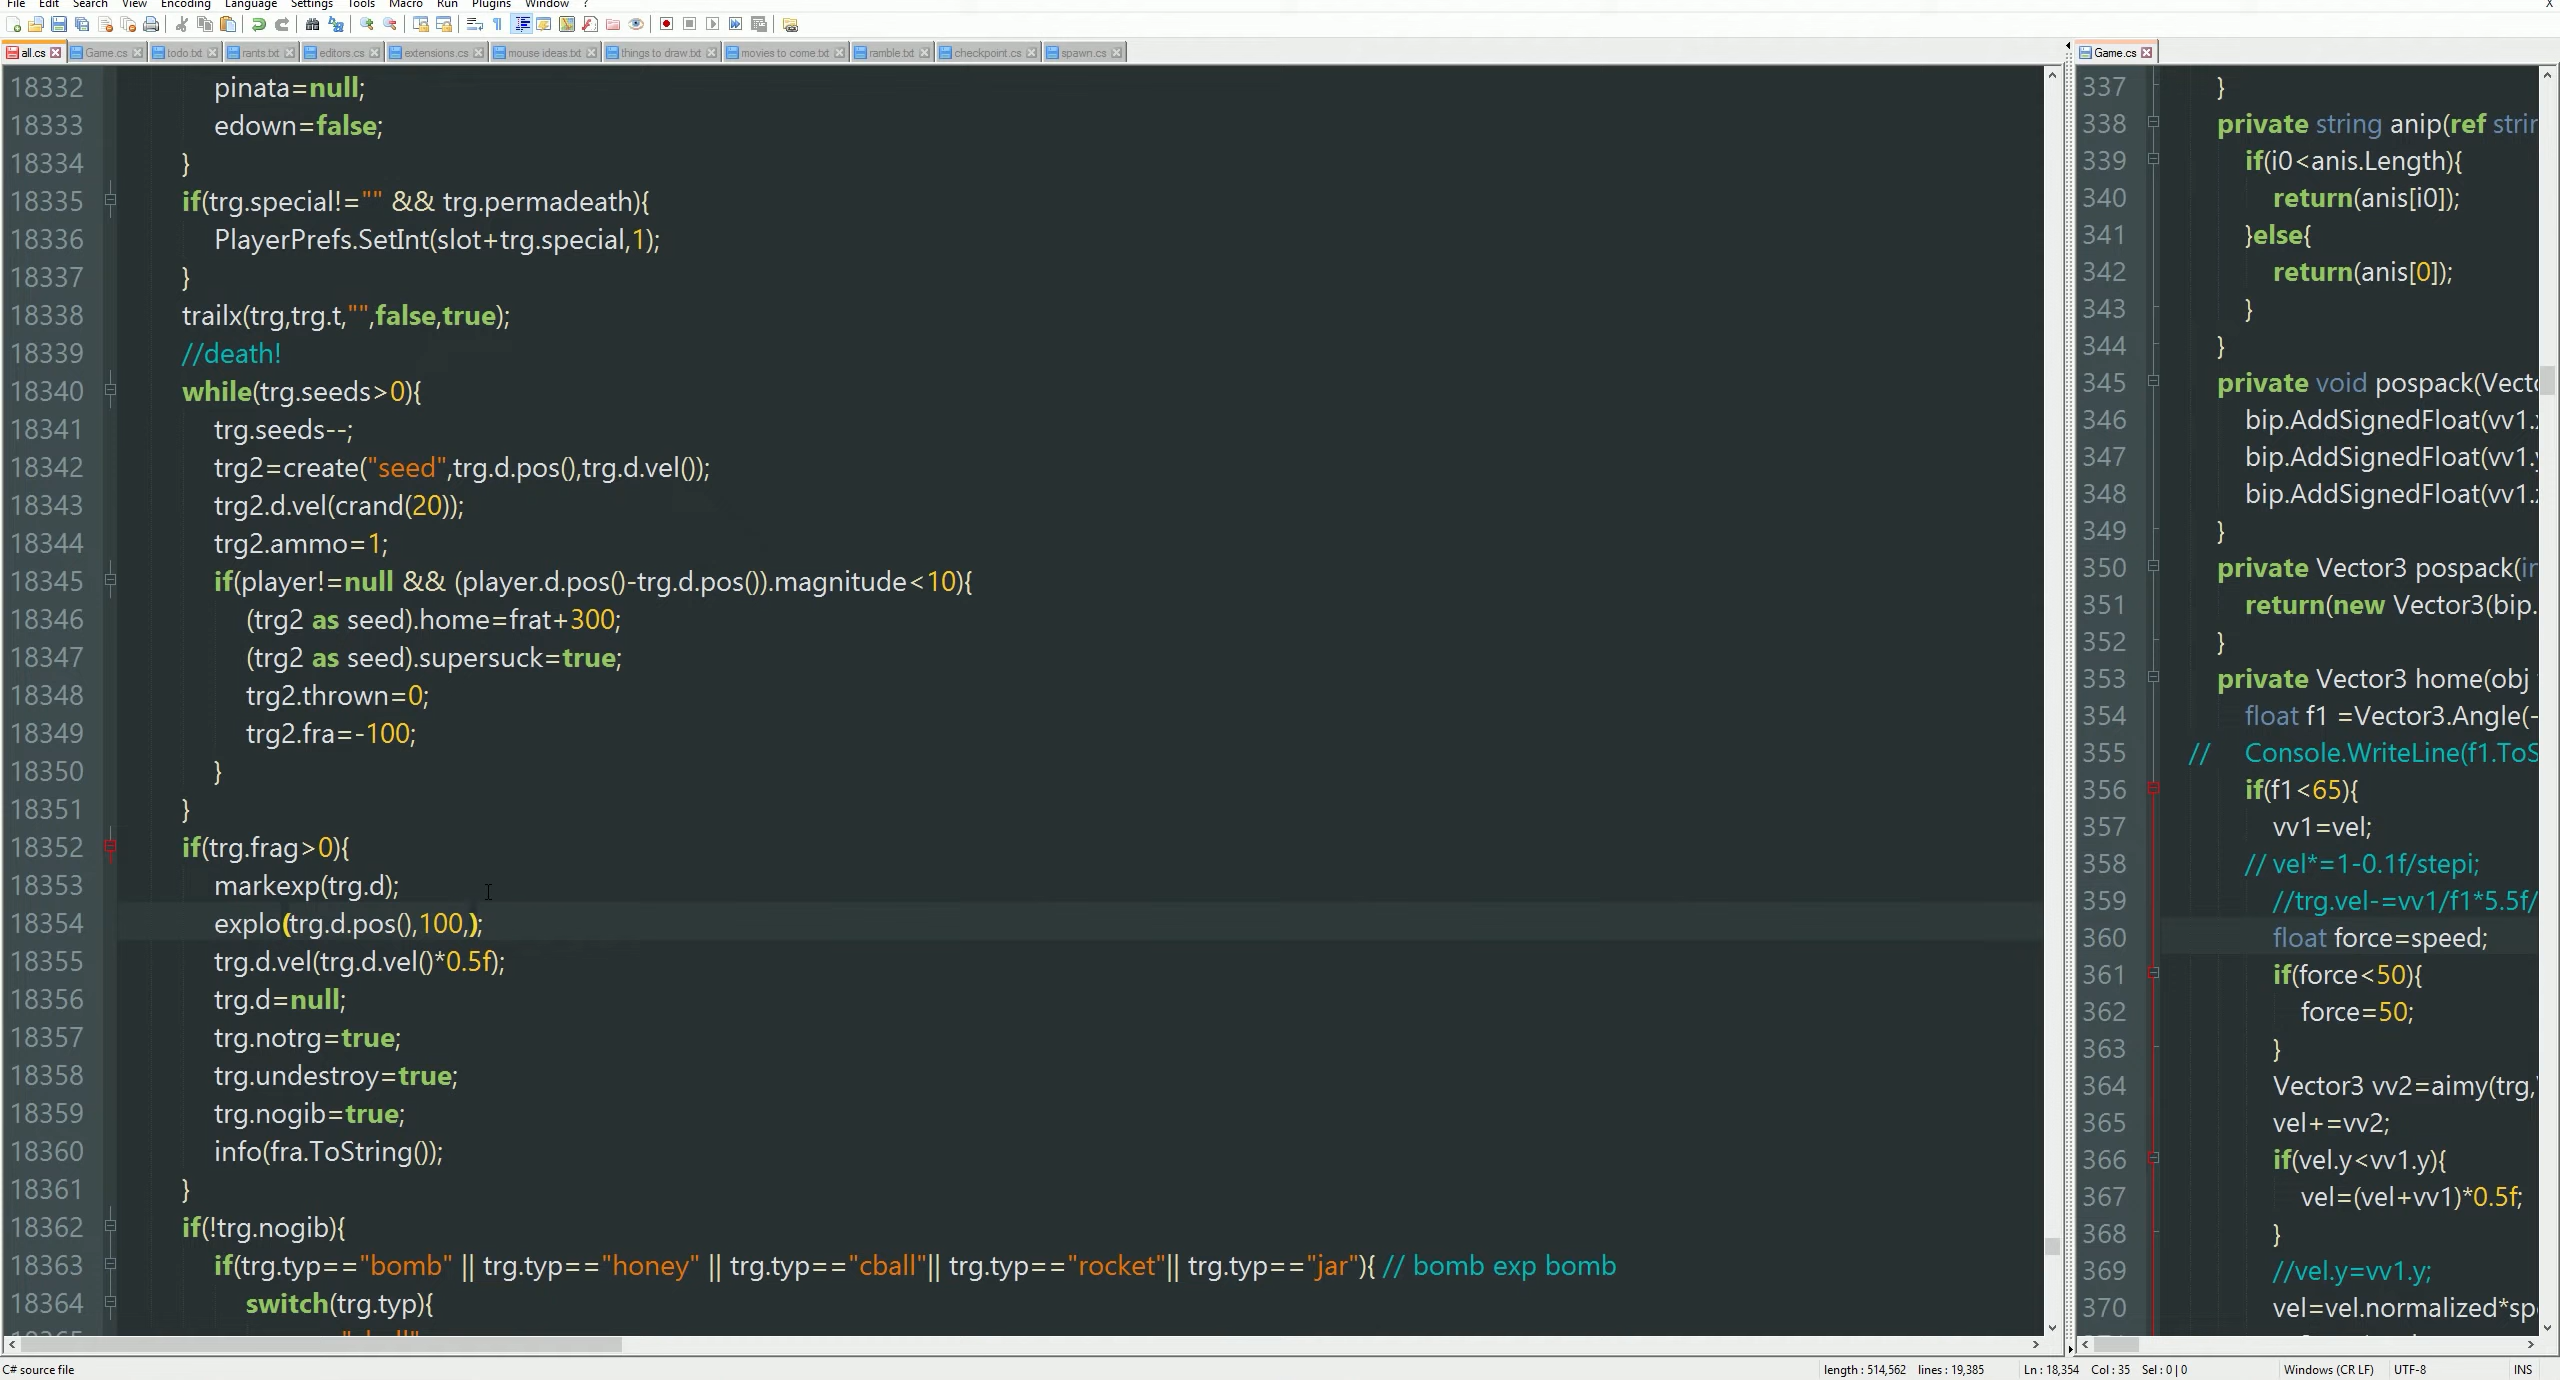 File Edit Search View Encoding Language Settings Tools Macro Run Plugins Window ? X
all.cs Game.cs todo.txt rants.txt editors.cs extensions.cs mouse ideas.txt things to draw.txt movies to come.txt ramble.txt checkpoint.cs spawn.cs
18332 pinata=null;
18333 edown=false;
18334 }
18335 if(trg.special!="" && trg.permadeath){
18336 PlayerPrefs.SetInt(slot+trg.special,1);
18337 }
18338 trailx(trg,trg.t,"",false,true);
18339 //death!
18340 while(trg.seeds>0){
18341 trg.seeds--;
18342 trg2=create("seed",trg.d.pos(),trg.d.vel());
18343 trg2.d.vel(crand(20));
18344 trg2.ammo=1;
18345 if(player!=null && (player.d.pos()-trg.d.pos()).magnitude<10){
18346 (trg2 as seed).home=frat+300;
18347 (trg2 as seed).supersuck=true;
18348 trg2.thrown=0;
18349 trg2.fra=-100;
18350 }
18351 }
18352 if(trg.frag>0){
18353 markexp(trg.d);
18354 explo(trg.d.pos(),100,);
18355 trg.d.vel(trg.d.vel()*0.5f);
18356 trg.d=null;
18357 trg.notrg=true;
18358 trg.undestroy=true;
18359 trg.nogib=true;
18360 info(fra.ToString());
18361 }
18362 if(!trg.nogib){
18363 if(trg.typ=="bomb" || trg.typ=="honey" || trg.typ=="cball"|| trg.typ=="rocket"|| trg.typ=="jar"){ // bomb exp bomb
18364 switch(trg.typ){
Game.cs
337 }
338 private string anip(ref strin
339 if(i0<anis.Length){
340 return(anis[i0]);
341 }else{
342 return(anis[0]);
343 }
344 }
345 private void pospack(Vecto
346 bip.AddSignedFloat(vv1.x
347 bip.AddSignedFloat(vv1.y
348 bip.AddSignedFloat(vv1.z
349 }
350 private Vector3 pospack(in
351 return(new Vector3(bip.
352 }
353 private Vector3 home(obj
354 float f1 =Vector3.Angle(-
355 // Console.WriteLine(f1.ToS
356 if(f1<65){
357 vv1=vel;
358 // vel*=1-0.1f/stepi;
359 //trg.vel-=vv1/f1*5.5f/
360 float force=speed;
361 if(force<50){
362 force=50;
363 }
364 Vector3 vv2=aimy(trg,
365 vel+=vv2;
366 if(vel.y<vv1.y){
367 vel=(vel+vv1)*0.5f;
368 }
369 //vel.y=vv1.y;
370 vel=vel.normalized*spe
C# source file length : 514,562 lines : 19,385 Ln : 18,354 Col : 35 Sel : 0 | 0 Windows (CR LF) UTF-8 INS